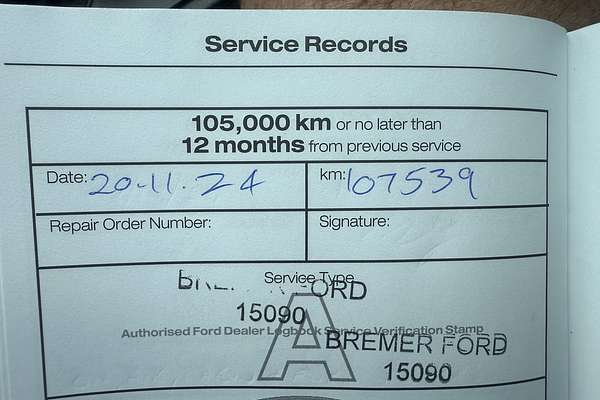 Service Records
105,000 km or no later than
12 months from previous service
Date: 20-11.24 km: 107539
Repair Order Number: Signature:
Service Type
FORD
15090
Authorised Ford Dealer Logbook Service Verification Stamp
A
BREMER FORD
15090